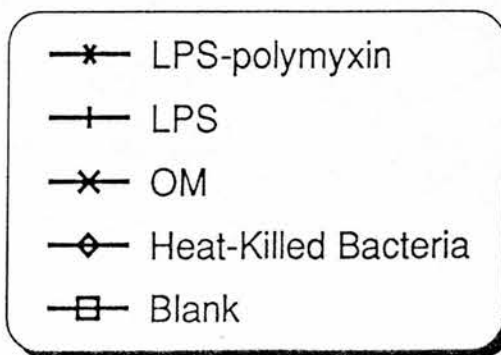 LPS-polymyxin
LPS
OM
Heat-Killed Bacteria
Blank